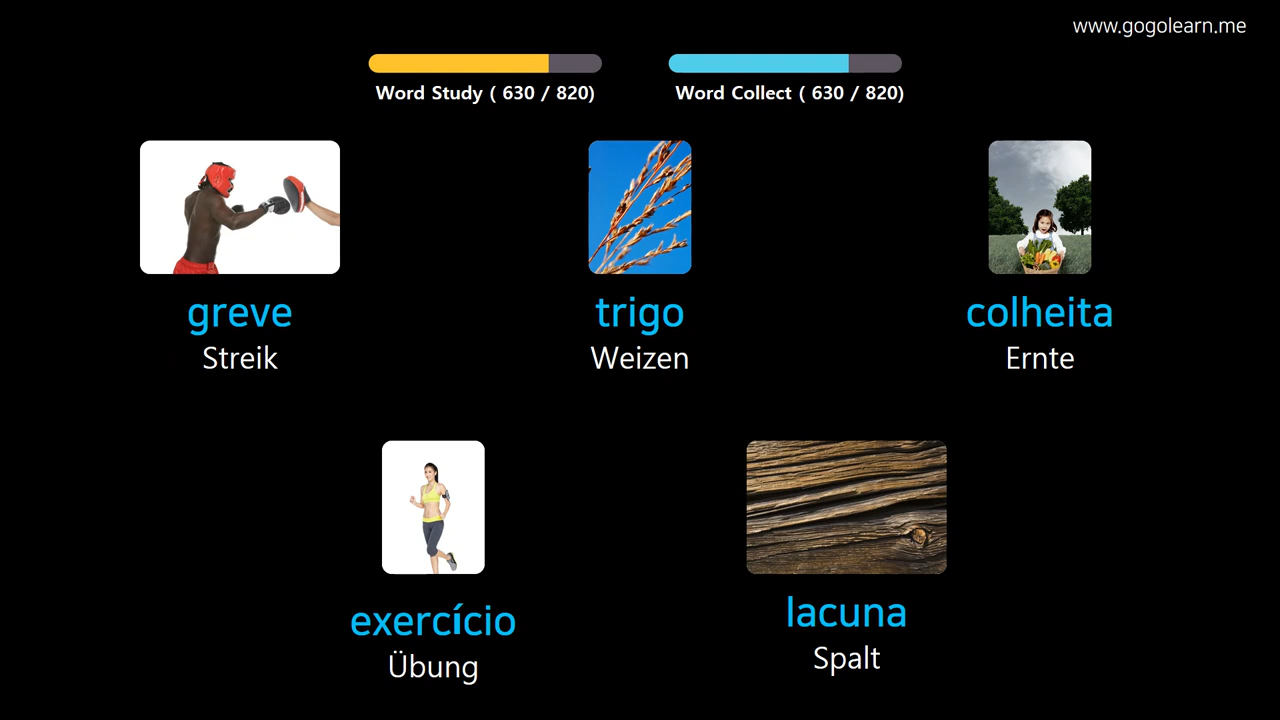 www.gogolearn.me
Word Study ( 630 / 820)
Word Collect ( 630 / 820)
greve
Streik
trigo
Weizen
colheita
Ernte
exercício
Übung
lacuna
Spalt